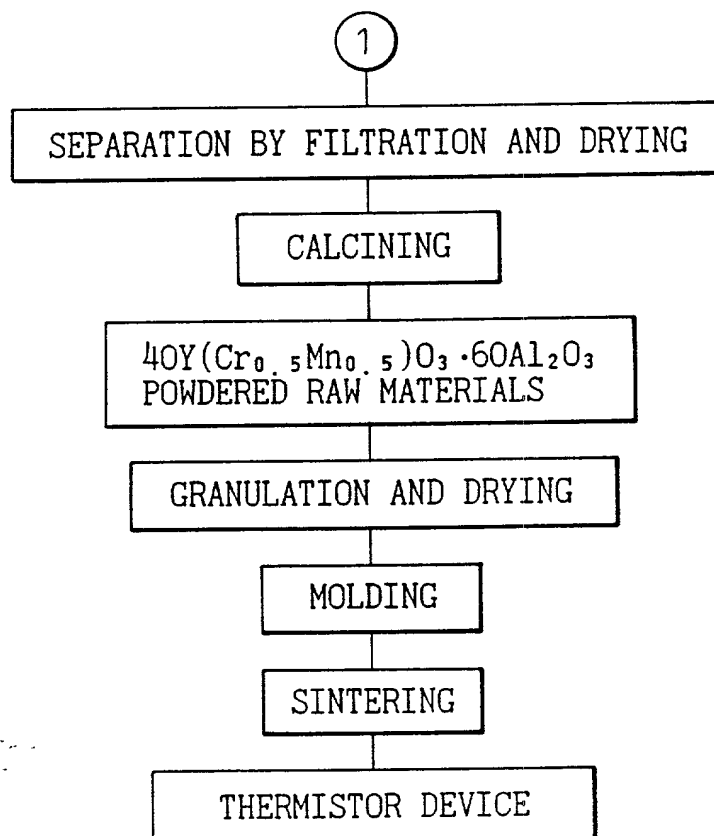 1
SEPARATION BY FILTRATION AND DRYING
CALCINING
40Y(Cr₀.₅Mn₀.₅)O₃·60Al₂O₃
POWDERED RAW MATERIALS
GRANULATION AND DRYING
MOLDING
SINTERING
THERMISTOR DEVICE